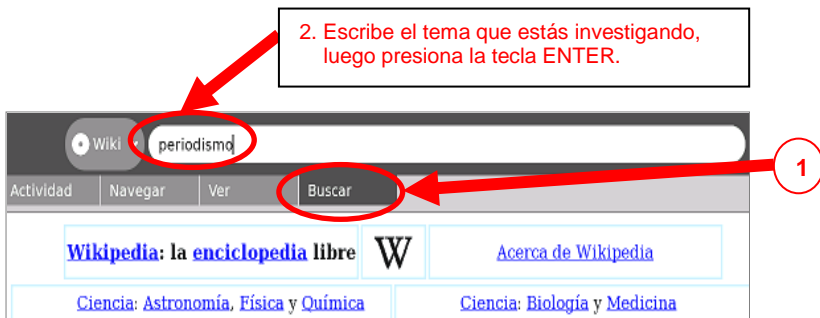 2. Escribe el tema que estás investigando,
luego presiona la tecla ENTER.
Wiki periodismo
1
Actividad Navegar Ver Buscar
Wikipedia: la enciclopedia libre W Acerca de Wikipedia
Ciencia: Astronomía, Física y Química Ciencia: Biología y Medicina